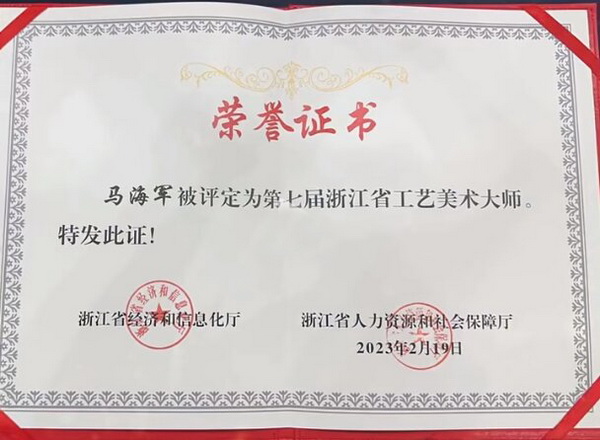 荣誉证书
马海军被评定为第七届浙江省工艺美术大师。
特发此证!
浙江省经济和信息化厅
浙江省人力资源和社会保障厅
2023年2月19日